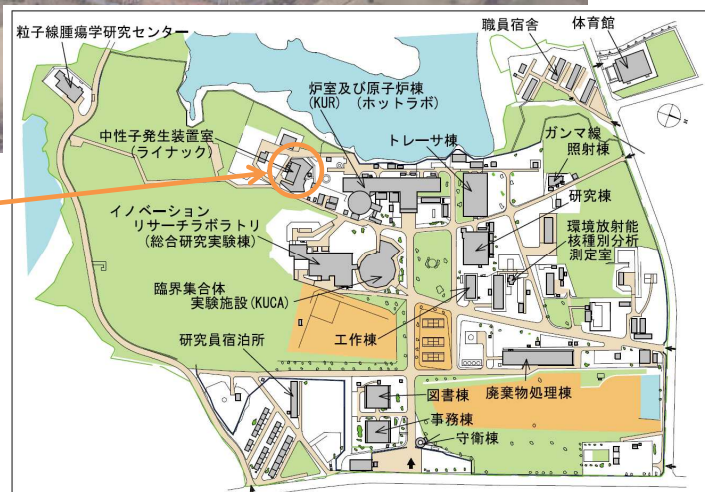 粒子線腫瘍学研究センター
職員宿舎
体育館
炉室及び原子炉棟
(KUR) (ホットラボ)
中性子発生装置室
(ライナック)
トレーサ棟
ガンマ線
照射棟
研究棟
イノベーション
リサーチラボラトリ
(総合研究実験棟)
環境放射能
核種別分析
測定室
臨界集合体
実験施設(KUCA)
工作棟
研究員宿泊所
図書棟
廃棄物処理棟
事務棟
守衛棟